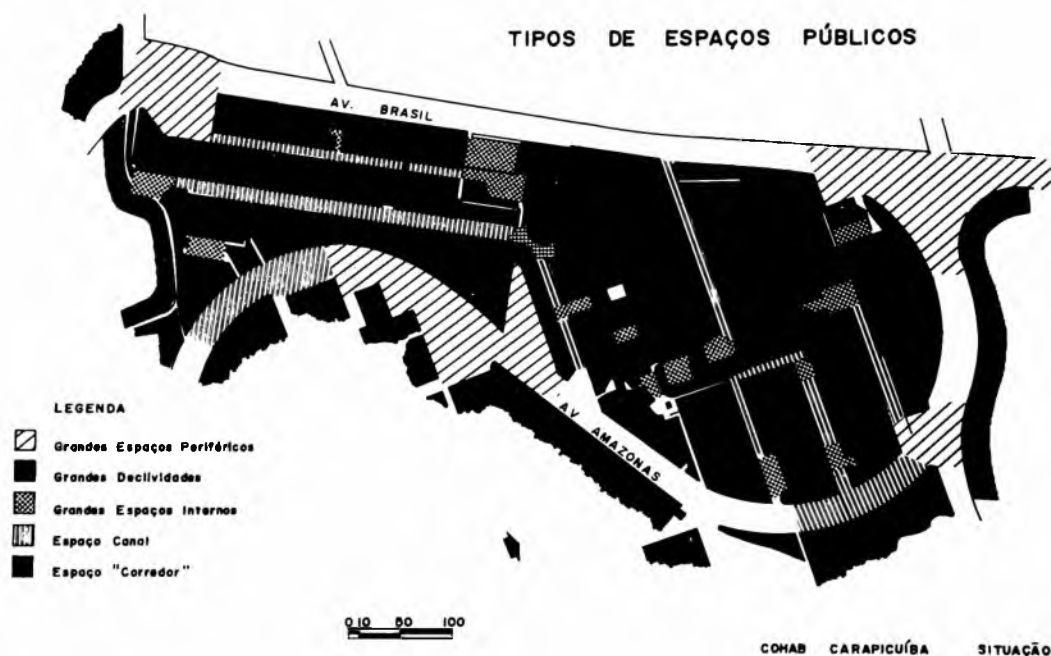 TIPOS DE ESPAÇOS PÚBLICOS
AV. BRASIL
AV. AMAZONAS
LEGENDA
Grandes Espaços Periféricos
Grandes Declividades
Grandes Espaços Internos
Espaço Canal
Espaço "Corredor"
0 10 50 100
COHAB CARAPICUÍBA SITUAÇÃO